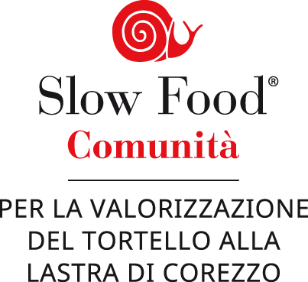 Slow Food®
Comunità
PER LA VALORIZZAZIONE
DEL TORTELLO ALLA
LASTRA DI COREZZO